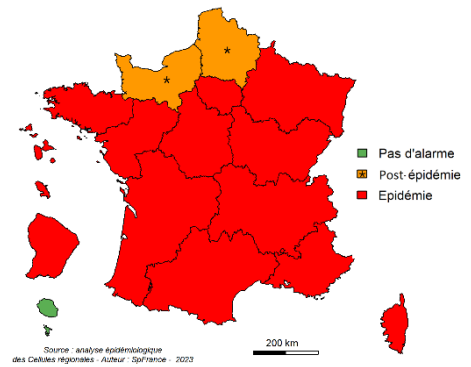 *
*
Pas d'alarme
* Post-épidémie
Epidémie
200 km
Source : analyse épidémiologique
des Cellules régionales - Auteur : SpFrance - 2023